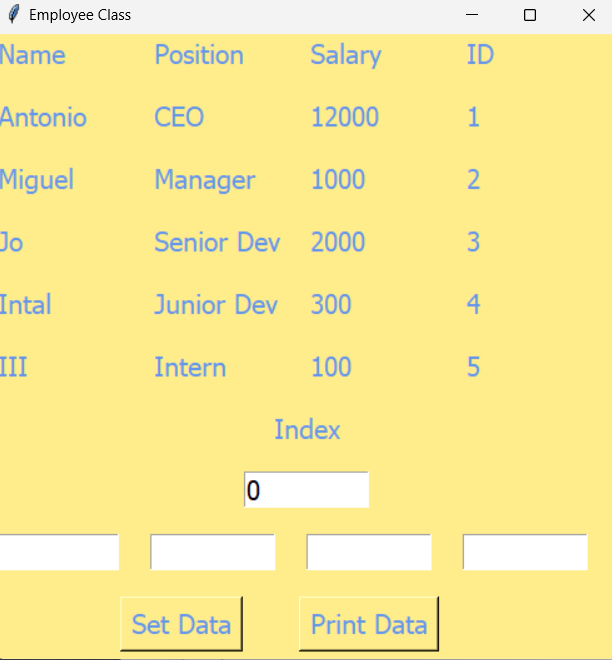 Employee Class
Name Position Salary ID
Antonio CEO 12000 1
Miguel Manager 1000 2
Jo Senior Dev 2000 3
Intal Junior Dev 300 4
III Intern 100 5
Index
0
Set Data Print Data